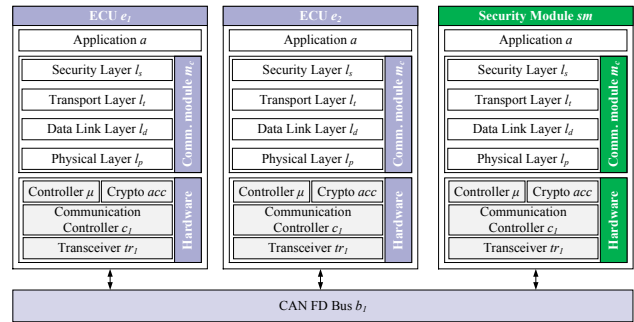 ECU e1
Application a
Security Layer ls
Transport Layer lt
Data Link Layer ld
Physical Layer lp
Comm. module mc
Controller μ
Crypto acc
Communication
Controller c1
Transceiver tr1
Hardware
ECU e2
Application a
Security Layer ls
Transport Layer lt
Data Link Layer ld
Physical Layer lp
Comm. module mc
Controller μ
Crypto acc
Communication
Controller c1
Transceiver tr1
Hardware
Security Module sm
Application a
Security Layer ls
Transport Layer lt
Data Link Layer ld
Physical Layer lp
Comm. module mc
Controller μ
Crypto acc
Communication
Controller c1
Transceiver tr1
Hardware
CAN FD Bus b1